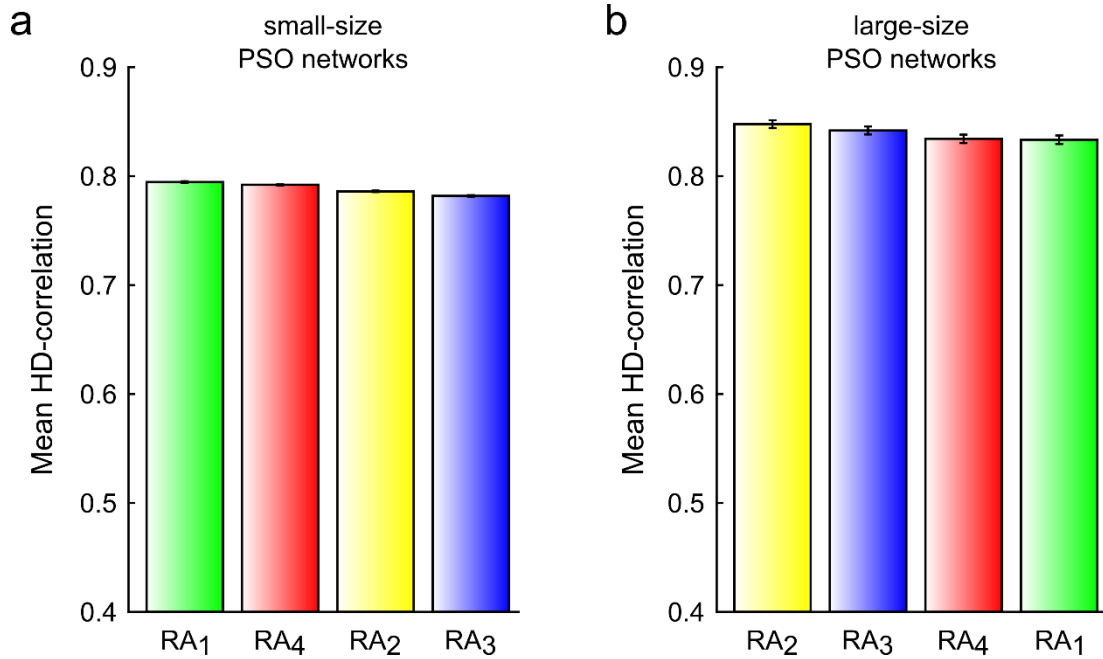 a
small-size
PSO networks
Mean HD-correlation
0.9
0.8
0.7
0.6
0.5
0.4
RA1 RA4 RA2 RA3
b
large-size
PSO networks
Mean HD-correlation
0.9
0.8
0.7
0.6
0.5
0.4
RA2 RA3 RA4 RA1